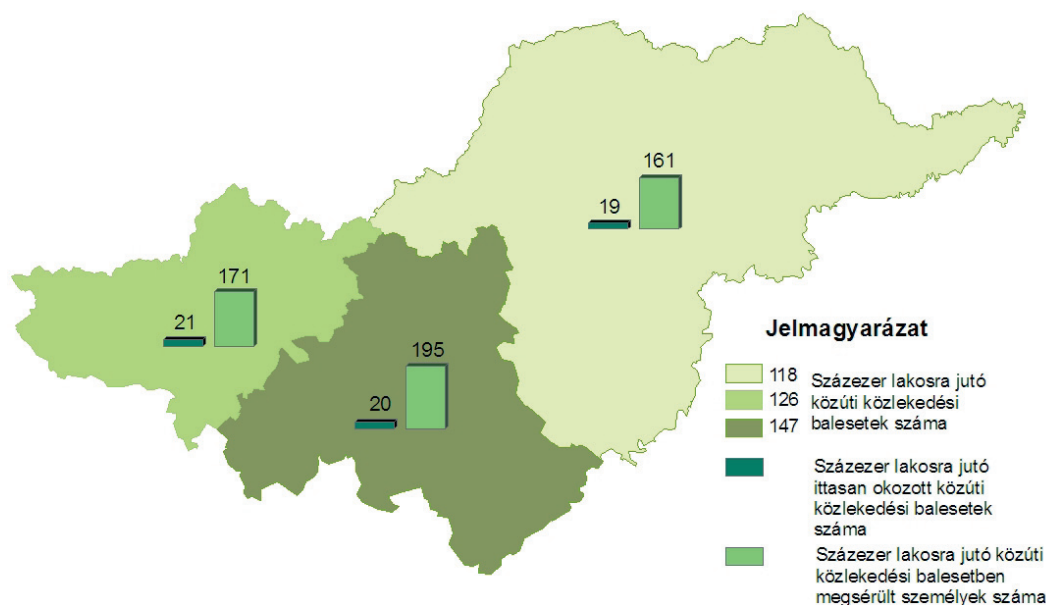 161
19
171
21
195
20
Jelmagyarázat
118
126
147
Százezer lakosra jutó
közúti közlekedési
balesetek száma
Százezer lakosra jutó
ittasan okozott közúti
közlekedési balesetek
száma
Százezer lakosra jutó közúti
közlekedési balesetben
megsérült személyek száma